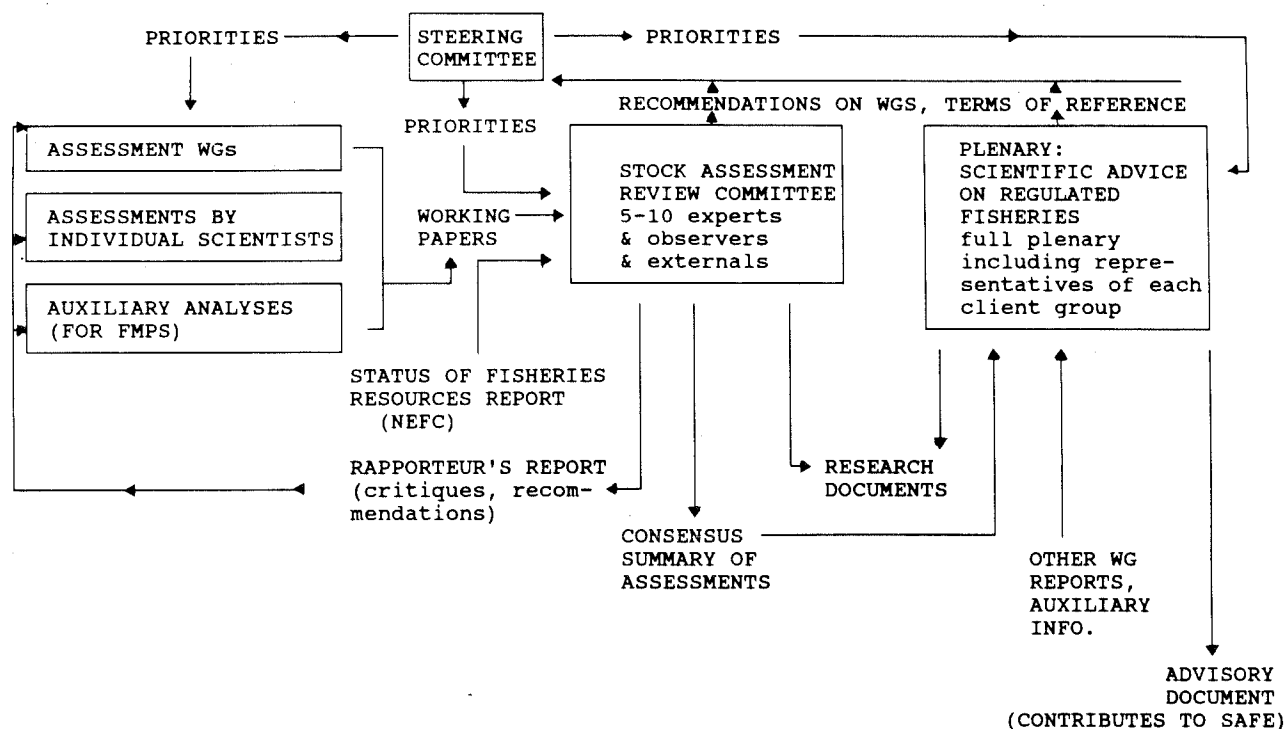 PRIORITIES
STEERING
COMMITTEE
PRIORITIES
RECOMMENDATIONS ON WGS, TERMS OF REFERENCE
PRIORITIES
ASSESSMENT WGs
ASSESSMENTS BY
INDIVIDUAL SCIENTISTS
AUXILIARY ANALYSES
(FOR FMPS)
WORKING
PAPERS
STOCK ASSESSMENT
REVIEW COMMITTEE
5-10 experts
& observers
& externals
PLENARY:
SCIENTIFIC ADVICE
ON REGULATED
FISHERIES
full plenary
including repre-
sentatives of each
client group
STATUS OF FISHERIES
RESOURCES REPORT
(NEFC)
RAPPORTEUR'S REPORT
(critiques, recom-
mendations)
RESEARCH
DOCUMENTS
CONSENSUS
SUMMARY OF
ASSESSMENTS
OTHER WG
REPORTS,
AUXILIARY
INFO.
ADVISORY
DOCUMENT
(CONTRIBUTES TO SAFE)